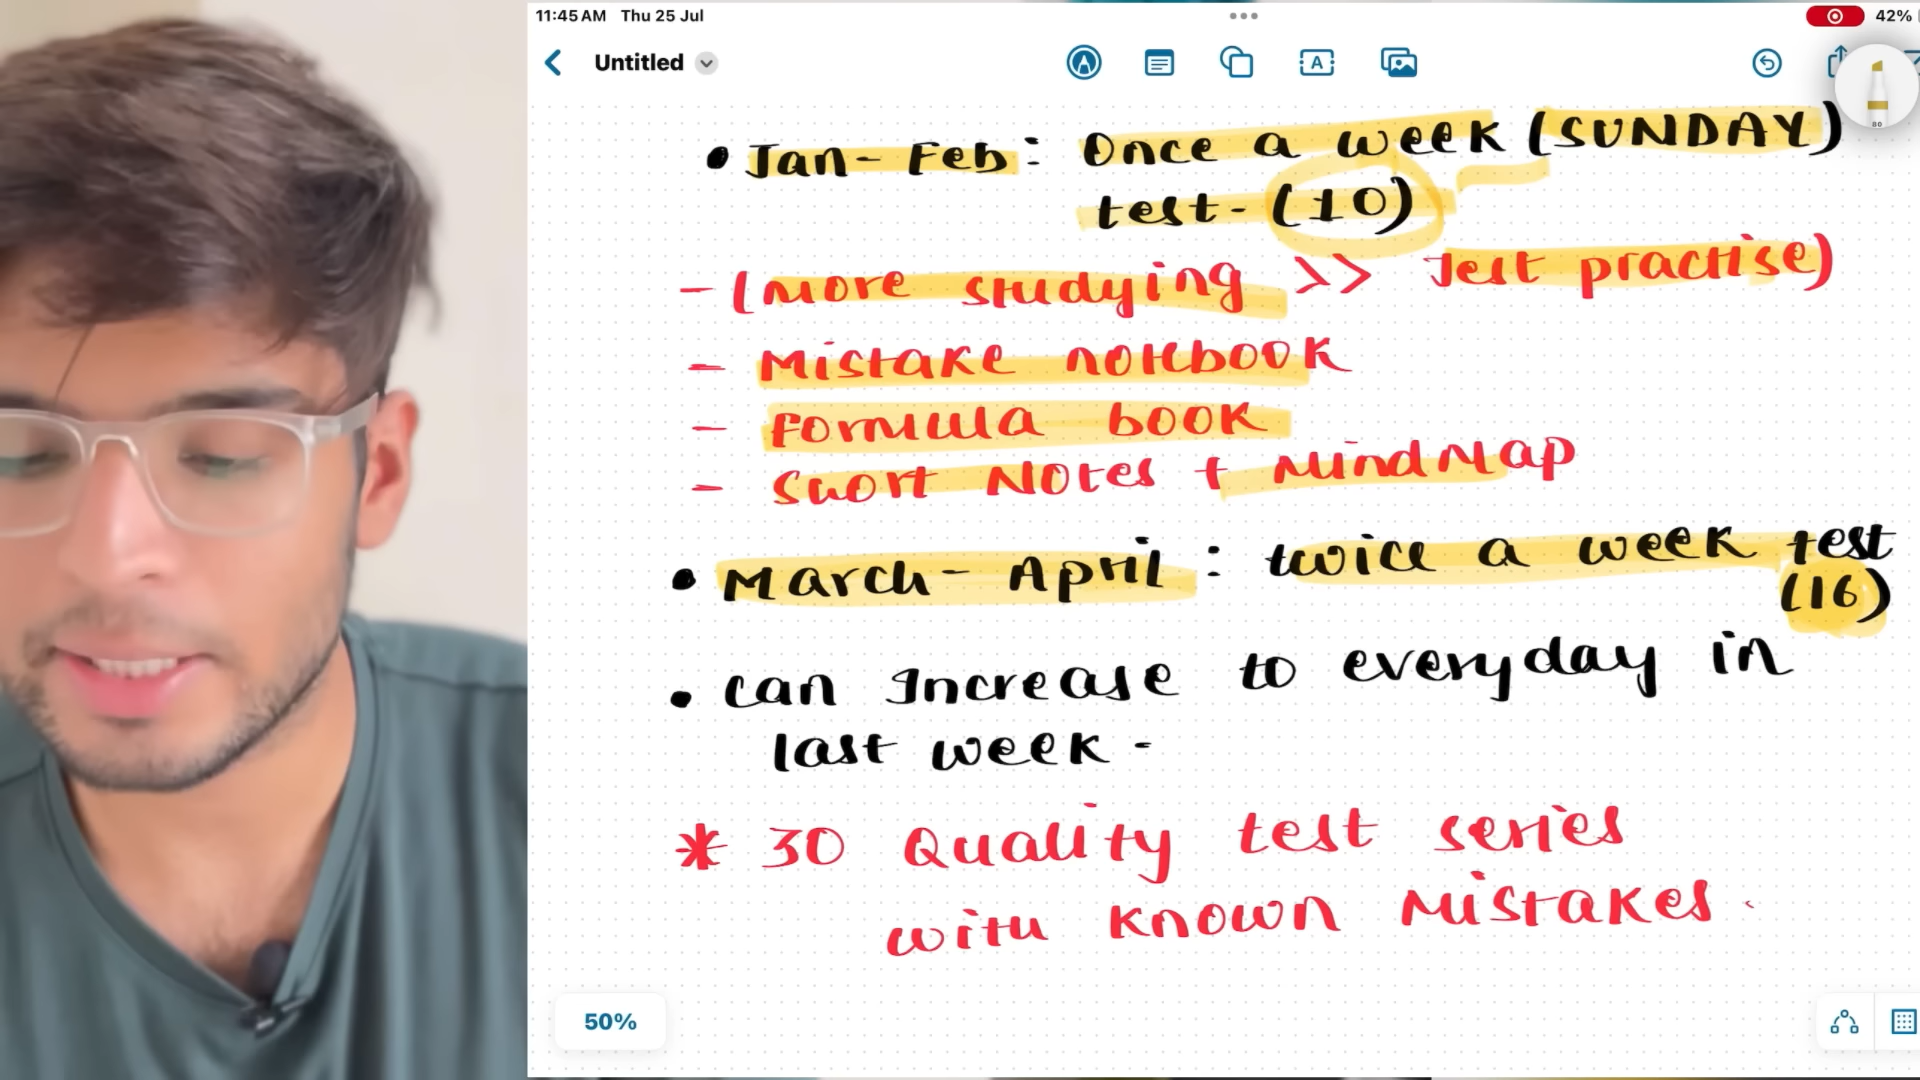 11:45 AM Thu 25 Jul
42%
Untitled
A
80
• Jan - Feb : Once a week (SUNDAY)
test - (10)
- (More studying >> Test practise)
- Mistake notebook
- Formula book
- Short Notes + MindMap
• March - April : twice a week test
(16)
• can Increase to everyday in
last week -
* 30 Quality test series
with known Mistakes.
50%